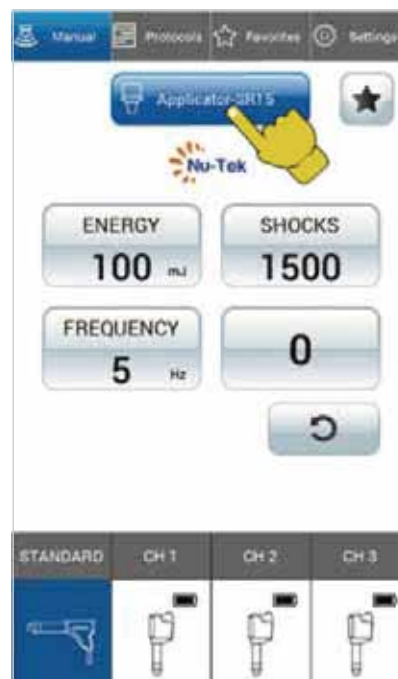 Manual Protocols Favorites Settings
Applicator-SR15
Nu-Tek
ENERGY SHOCKS
100 mJ 1500
FREQUENCY
5 Hz 0
STANDARD CH 1 CH 2 CH 3